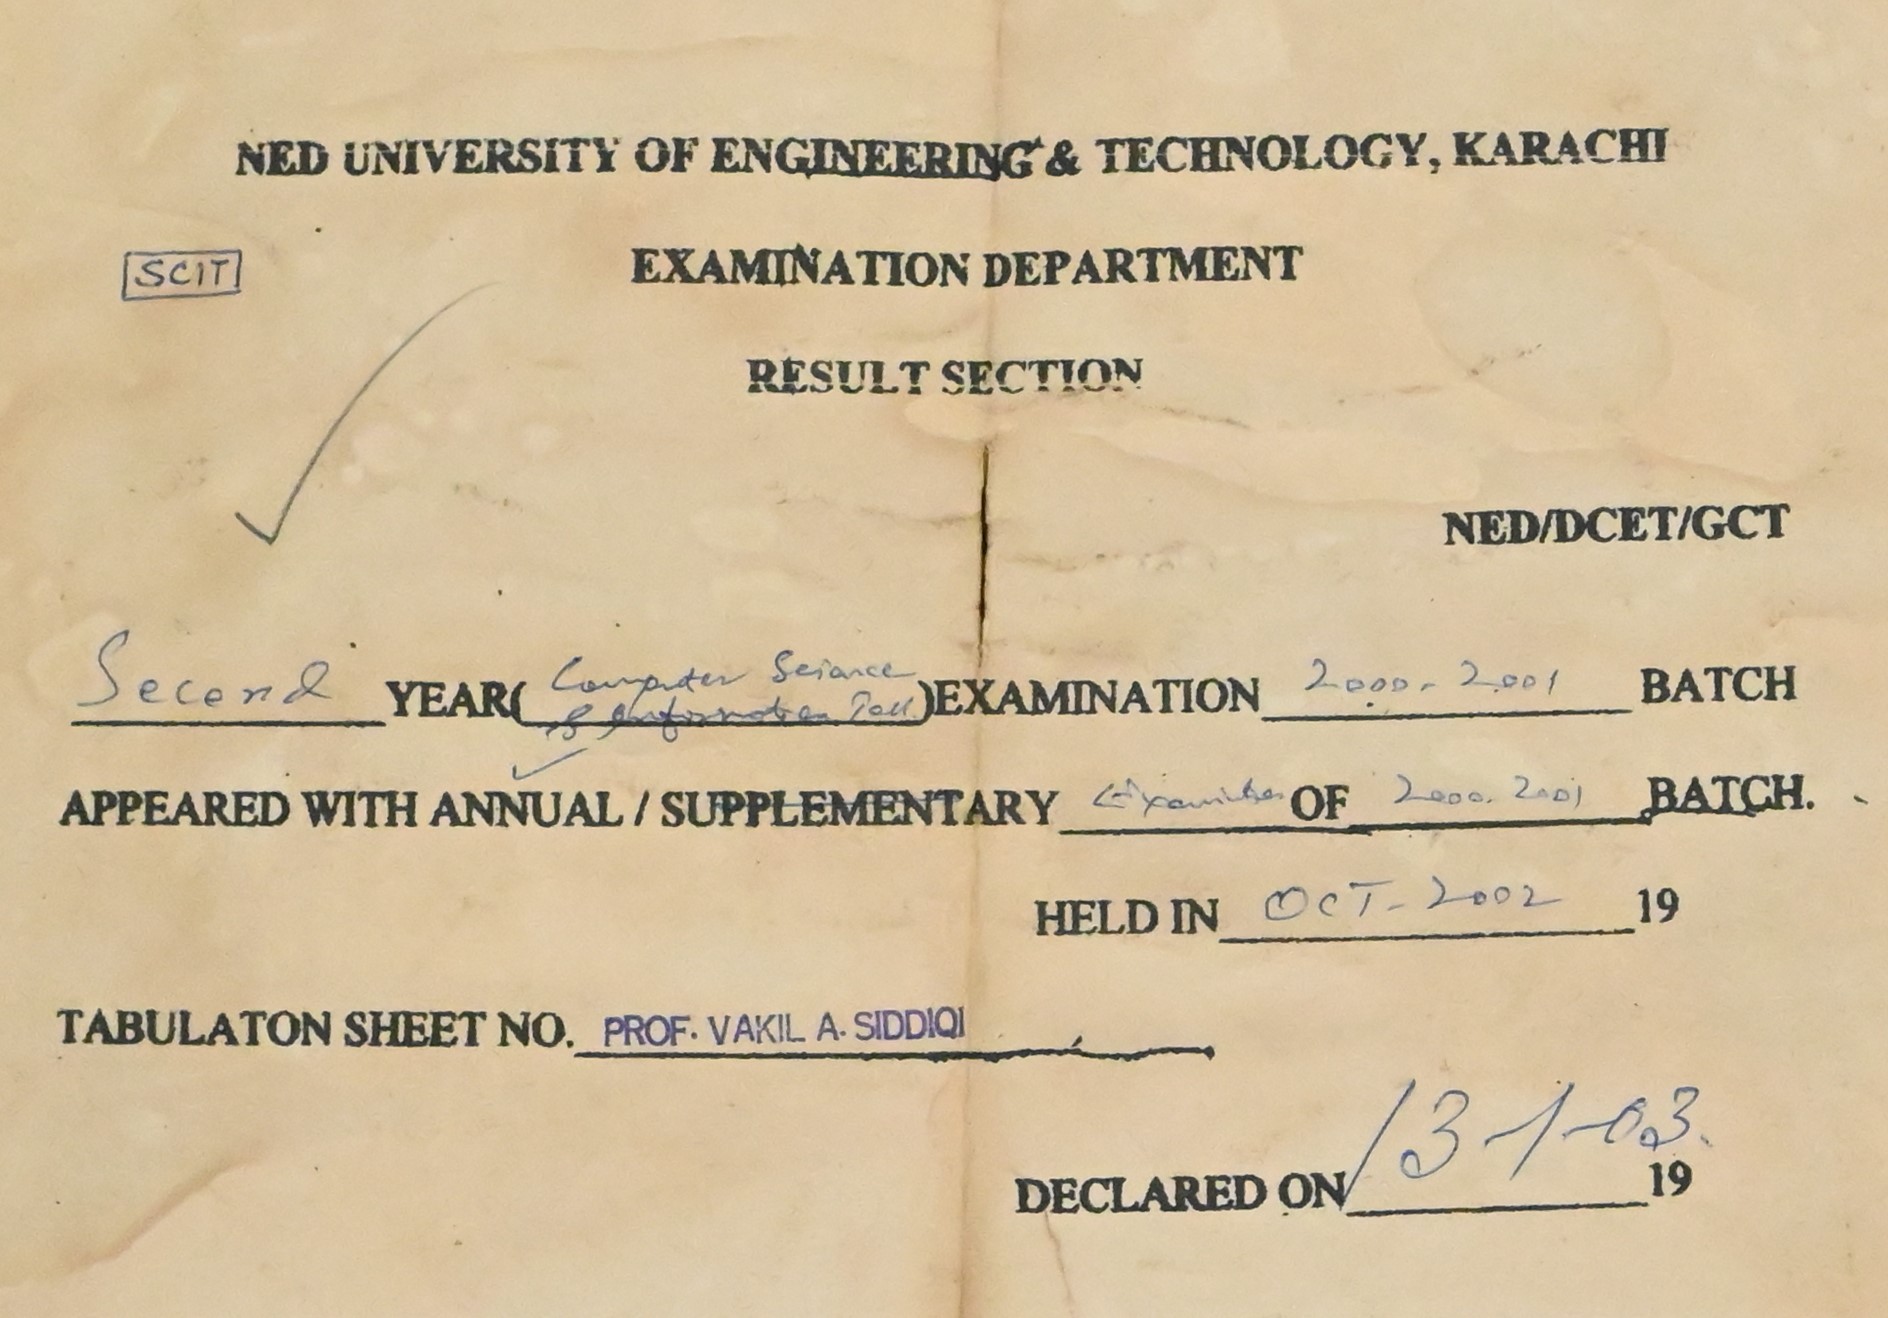 NED UNIVERSITY OF ENGINEERING & TECHNOLOGY, KARACHI
SCIT
EXAMINATION DEPARTMENT
RESULT SECTION
NED/DCET/GCT
Second YEAR( Computer Science & Information Tech )EXAMINATION 2000-2001 BATCH
APPEARED WITH ANNUAL / SUPPLEMENTARY OF 2000-2001 BATCH.
HELD IN OCT-2002 19
TABULATON SHEET NO. PROF. VAKIL A. SIDDIQI
DECLARED ON 13-1-03. 19